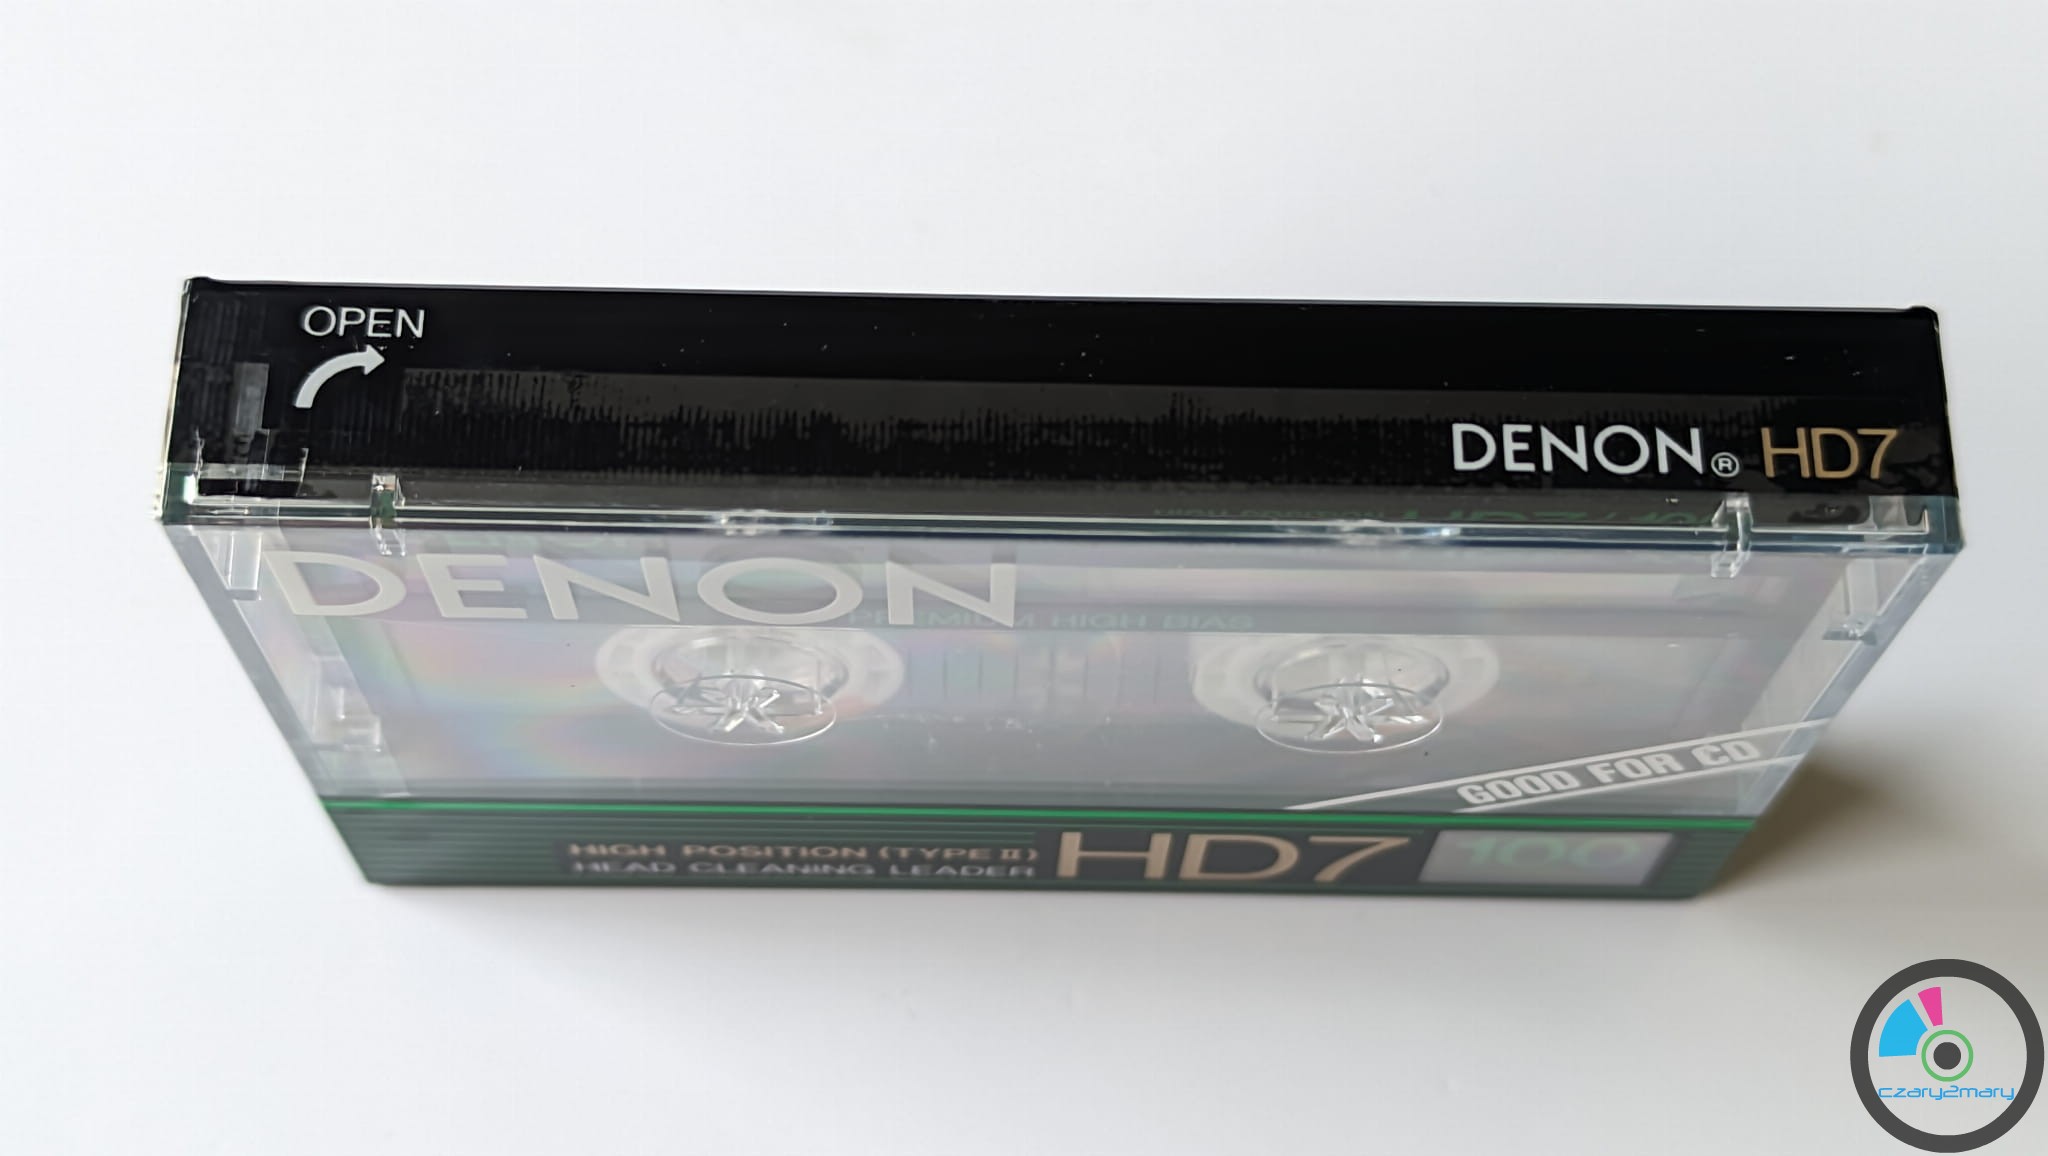 OPEN
DENON® HD7
DENON
PREMIUM HIGH BIAS
GOOD FOR CD
HIGH POSITION (TYPE II)
HEAD CLEANING LEADER
HD7
100
czary2mary